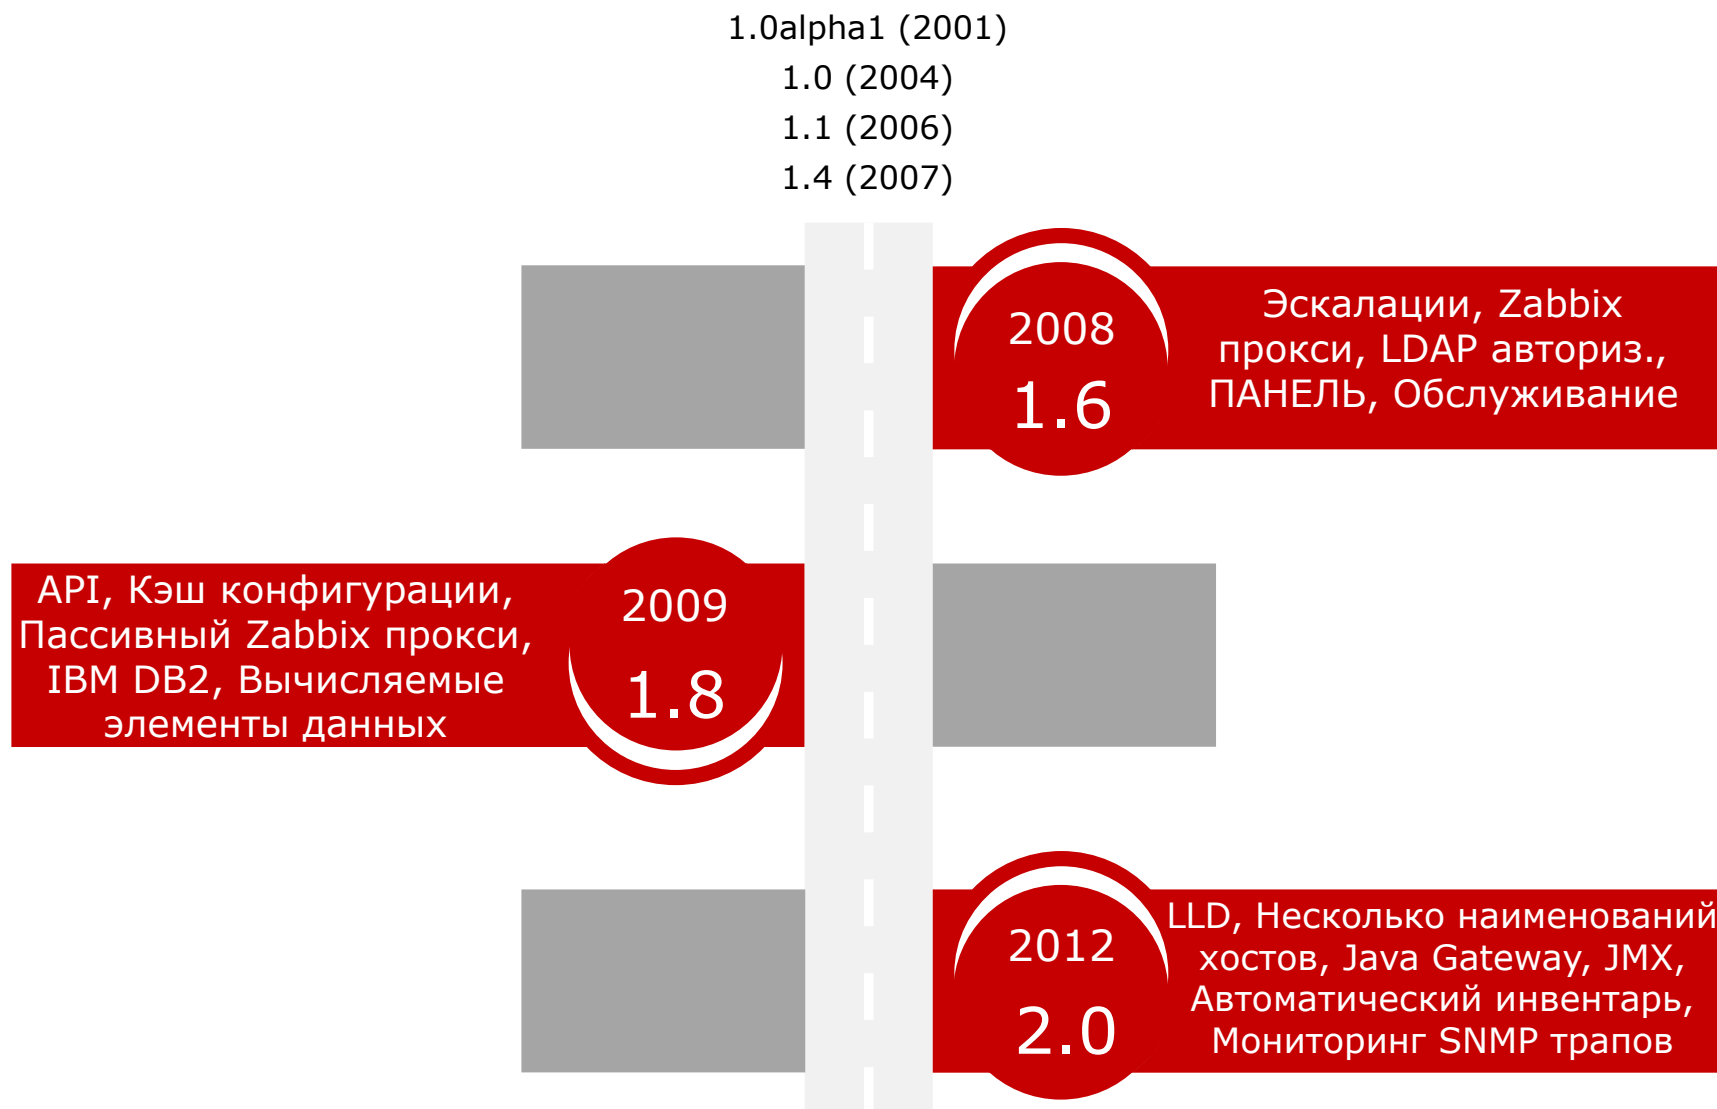 1.0alpha1 (2001)
1.0 (2004)
1.1 (2006)
1.4 (2007)
2008
1.6
Эскалации, Zabbix
прокси, LDAP авториз.,
ПАНЕЛЬ, Обслуживание
API, Кэш конфигурации,
Пассивный Zabbix прокси,
IBM DB2, Вычисляемые
элементы данных
2009
1.8
2012
2.0
LLD, Несколько наименований
хостов, Java Gateway, JMX,
Автоматический инвентарь,
Мониторинг SNMP трапов